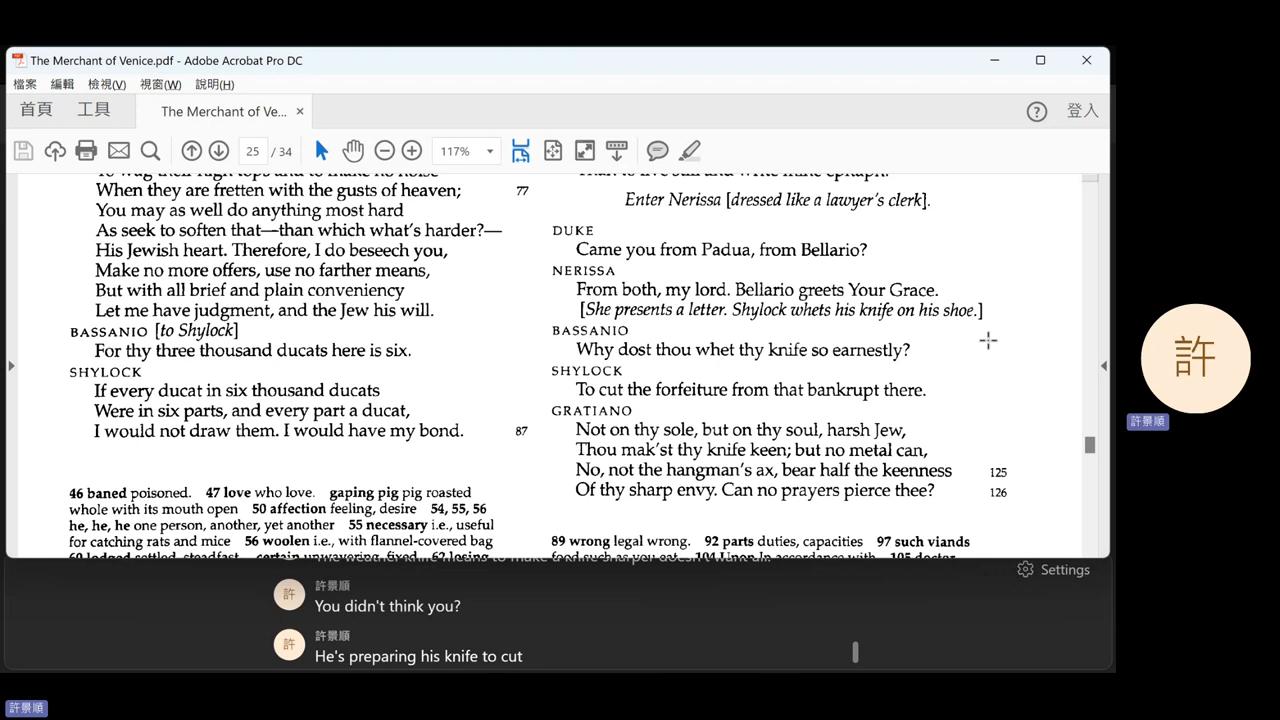 The Merchant of Venice.pdf - Adobe Acrobat Pro DC
檔案 編輯 檢視(V) 視窗(W) 說明(H)
首頁 工具 The Merchant of Ve... × 登入
25 / 34 117%
When they are fretten with the gusts of heaven; 77
You may as well do anything most hard
As seek to soften that—than which what's harder?—
His Jewish heart. Therefore, I do beseech you,
Make no more offers, use no farther means,
But with all brief and plain conveniency
Let me have judgment, and the Jew his will.
BASSANIO [to Shylock]
For thy three thousand ducats here is six.
SHYLOCK
If every ducat in six thousand ducats
Were in six parts, and every part a ducat,
I would not draw them. I would have my bond. 87
46 baned poisoned. 47 love who love. gaping pig pig roasted
whole with its mouth open 50 affection feeling, desire 54, 55, 56
he, he, he one person, another, yet another 55 necessary i.e., useful
for catching rats and mice 56 woolen i.e., with flannel-covered bag
Enter Nerissa [dressed like a lawyer's clerk].
DUKE
Came you from Padua, from Bellario?
NERISSA
From both, my lord. Bellario greets Your Grace.
[She presents a letter. Shylock whets his knife on his shoe.]
BASSANIO
Why dost thou whet thy knife so earnestly?
SHYLOCK
To cut the forfeiture from that bankrupt there.
GRATIANO
Not on thy sole, but on thy soul, harsh Jew,
Thou mak'st thy knife keen; but no metal can,
No, not the hangman's ax, bear half the keenness 125
Of thy sharp envy. Can no prayers pierce thee? 126
89 wrong legal wrong. 92 parts duties, capacities 97 such viands
Settings
許 許景順
You didn't think you?
許 許景順
He's preparing his knife to cut
許
許景順
許景順